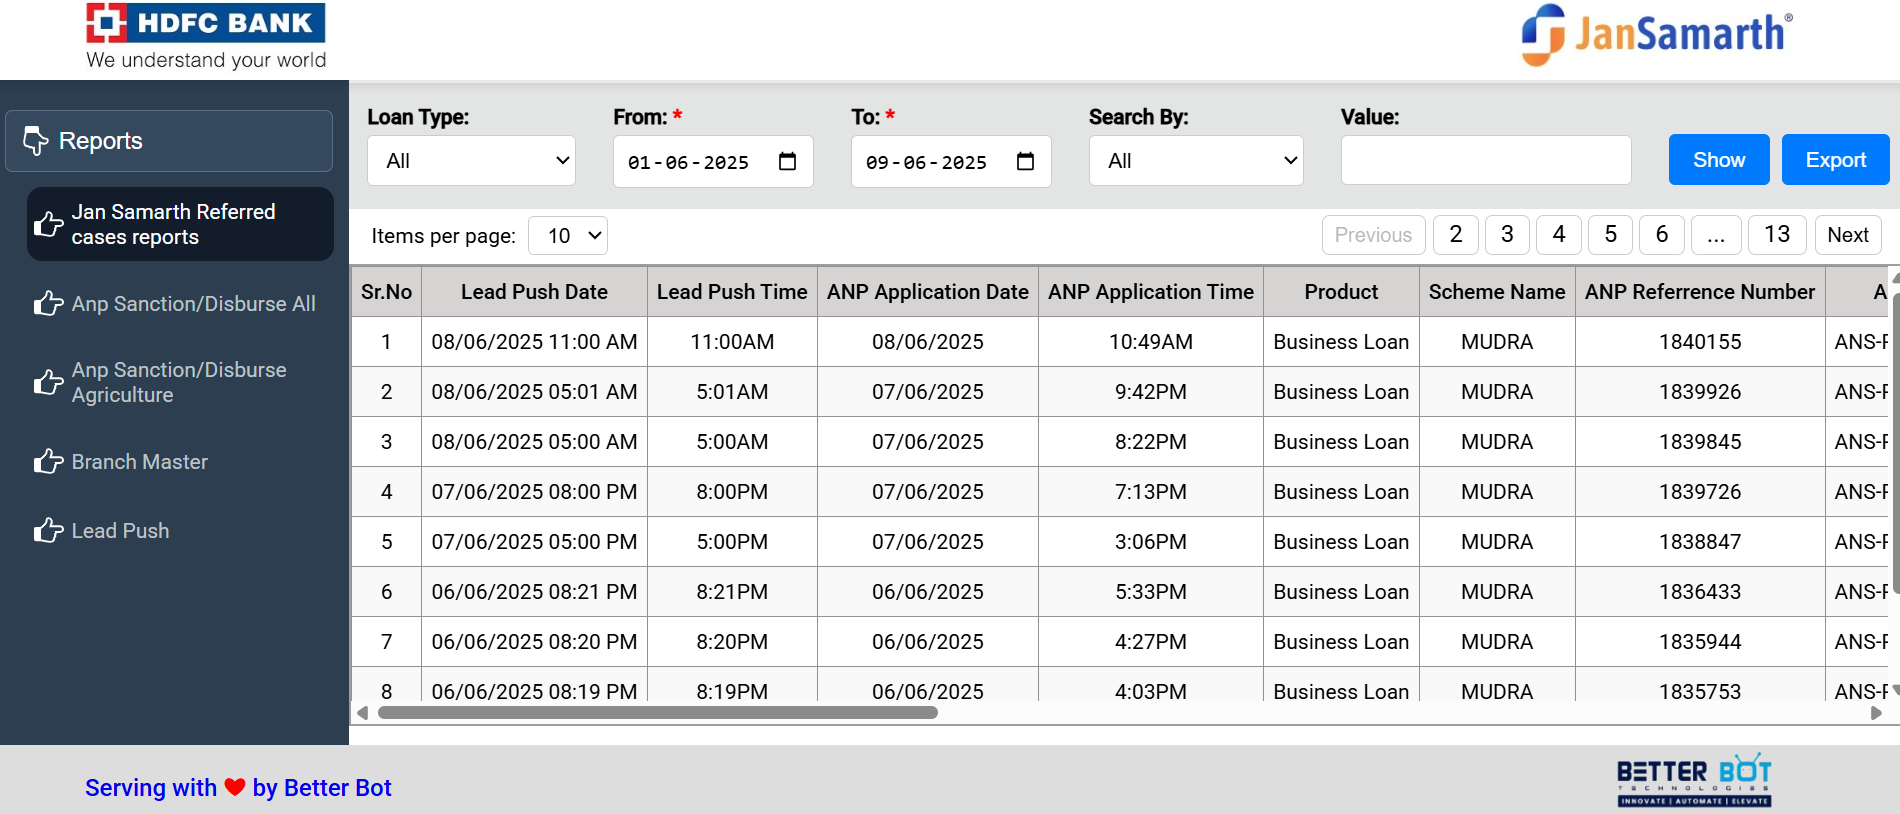 HDFC BANK
We understand your world
JanSamarth®
Reports
Jan Samarth Referred
cases reports
Anp Sanction/Disburse All
Anp Sanction/Disburse
Agriculture
Branch Master
Lead Push
Loan Type: From: * To: * Search By: Value:
All 01-06-2025 09-06-2025 All Show Export
Items per page: 10 Previous 2 3 4 5 6 ... 13 Next
Sr.No Lead Push Date Lead Push Time ANP Application Date ANP Application Time Product Scheme Name ANP Referrence Number A
1 08/06/2025 11:00 AM 11:00AM 08/06/2025 10:49AM Business Loan MUDRA 1840155 ANS-
2 08/06/2025 05:01 AM 5:01AM 07/06/2025 9:42PM Business Loan MUDRA 1839926 ANS-
3 08/06/2025 05:00 AM 5:00AM 07/06/2025 8:22PM Business Loan MUDRA 1839845 ANS-
4 07/06/2025 08:00 PM 8:00PM 07/06/2025 7:13PM Business Loan MUDRA 1839726 ANS-
5 07/06/2025 05:00 PM 5:00PM 07/06/2025 3:06PM Business Loan MUDRA 1838847 ANS-
6 06/06/2025 08:21 PM 8:21PM 06/06/2025 5:33PM Business Loan MUDRA 1836433 ANS-
7 06/06/2025 08:20 PM 8:20PM 06/06/2025 4:27PM Business Loan MUDRA 1835944 ANS-
8 06/06/2025 08:19 PM 8:19PM 06/06/2025 4:03PM Business Loan MUDRA 1835753 ANS-
Serving with ❤ by Better Bot
BETTER BOT
TECHNOLOGIES
INNOVATE | AUTOMATE | ELEVATE